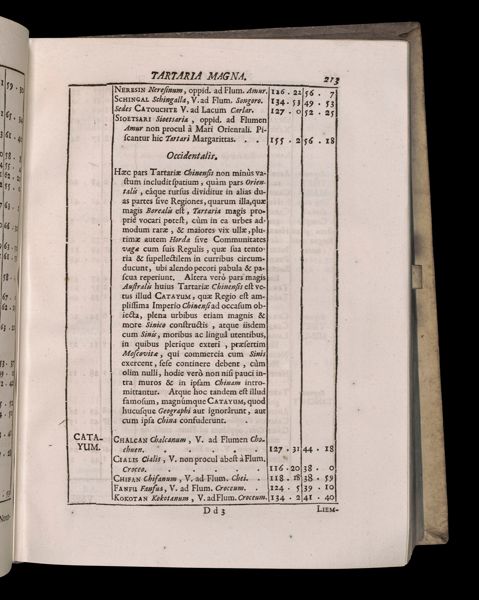 TARTARIA MAGNA.
213
NERESIN Neresinum, oppid. ad Flum. Amur. 126 . 22 56 . 7
SCHINGAL Schingalla, V. ad Flum. Songoro. 134 . 53 49 . 53
Sedes CATOUCHTE V. ad Lacum Carlar. 127 . 0 52 . 25
SIOETSARI Sioetsaria, oppid. ad Flumen
Amur non procul à Mari Orientali. Pi-
scantur hic Tartari Margarittas. . . 155 . 2 56 . 18
Occidentalis.
Hæc pars Tartariæ Chinensis non minùs va-
stum includit spatium, quàm pars Orien-
talis, eâque rursus dividitur in alias du-
as partes sive Regiones, quarum illa, quæ
magis Borealis est, Tartaria magis pro-
priè vocari potest, cùm in ea urbes ad-
modum raræ, & maiores vix ullæ, plu-
rimæ autem Horda sive Communitates
vagæ cum suis Regulis, quæ sua tento-
ria & supellectilem in curribus circum-
ducunt, ubi alendo pecori pabula & pa-
scua reperiunt. Altera verò pars magis
Australis huius Tartariæ Chinensis est ve-
tus illud CATAYUM, quæ Regio est am-
plissima Imperio Chinensi ad occasum ob-
iecta, plena urbibus etiam magnis &
more Sinico constructis, atque iisdem
cum Sinis, moribus ac linguâ utentibus,
in quibus plerique exteri, præsertim
Moscovitæ, qui commercia cum Sinis
exercent, sese continere debent, cùm
olim nulli, hodie verò non nisi pauci in-
tra muros & in ipsam Chinam intro-
mittantur. Atque hoc tandem est illud
famosum, magnúmque CATAYUM, quod
hucusque Geographi aut ignorârunt, aut
cum ipsa China confuderunt.
CATA-
YUM.
CHALCAN Chalcanum, V. ad Flumen Cho-
chuen. . . . . . 127 . 31 44 . 18
CIALIS Cialis, V. non procul abest à Flum.
Croceo. . . . . . 116 . 20 38 . 0
CHIFAN Chifanum, V. ad Flum. Chei. . 118 . 18 38 . 59
FANFU Fanfua, V. ad Flum. Croceum. . 124 . 5 39 . 10
KOKOTAN Kokotanum, V. ad Flum. Croceum. 134 . 2 41 . 40
D d 3
LIEM-